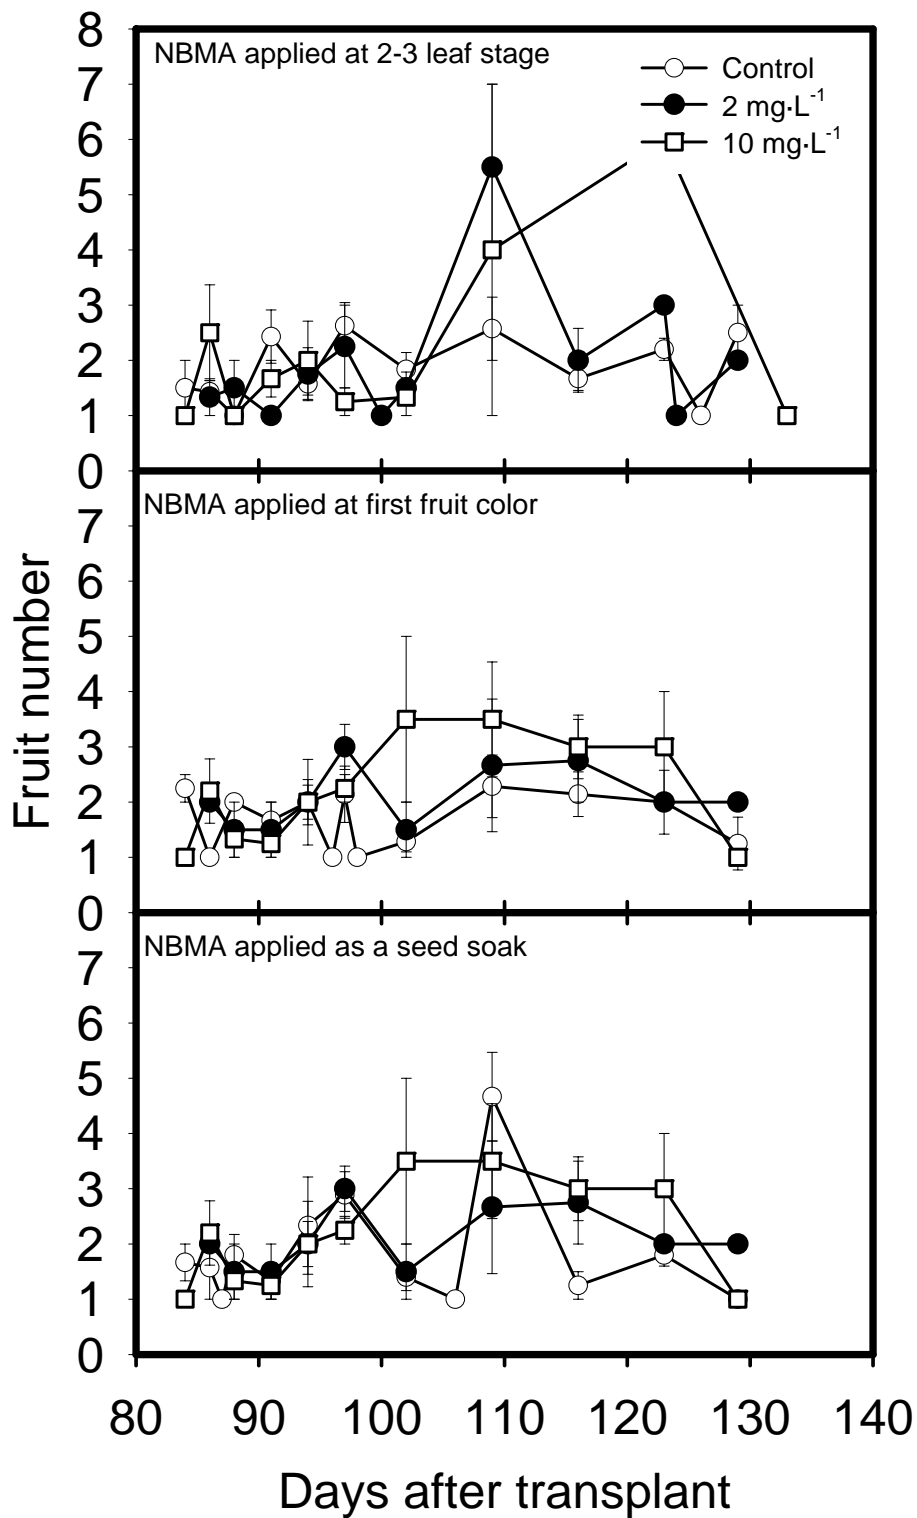 8
NBMA applied at 2-3 leaf stage
Control
7
2 mg·L-1
6
10 mg·L-1
5
4
3
2
1
0
NBMA applied at first fruit color
7
6
5
4
3
2
1
0
Fruit number
NBMA applied as a seed soak
7
6
5
4
3
2
1
0
80 90 100 110 120 130 140
Days after transplant